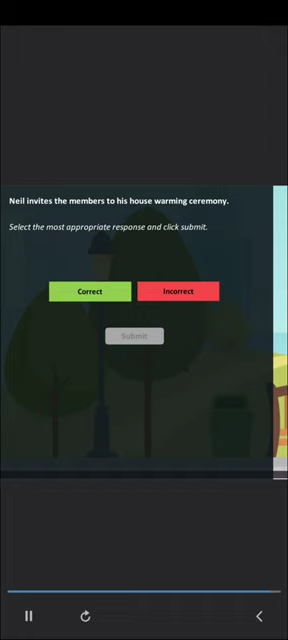 Neil invites the members to his house warming ceremony.
Select the most appropriate response and click submit.
Correct
Incorrect
Submit